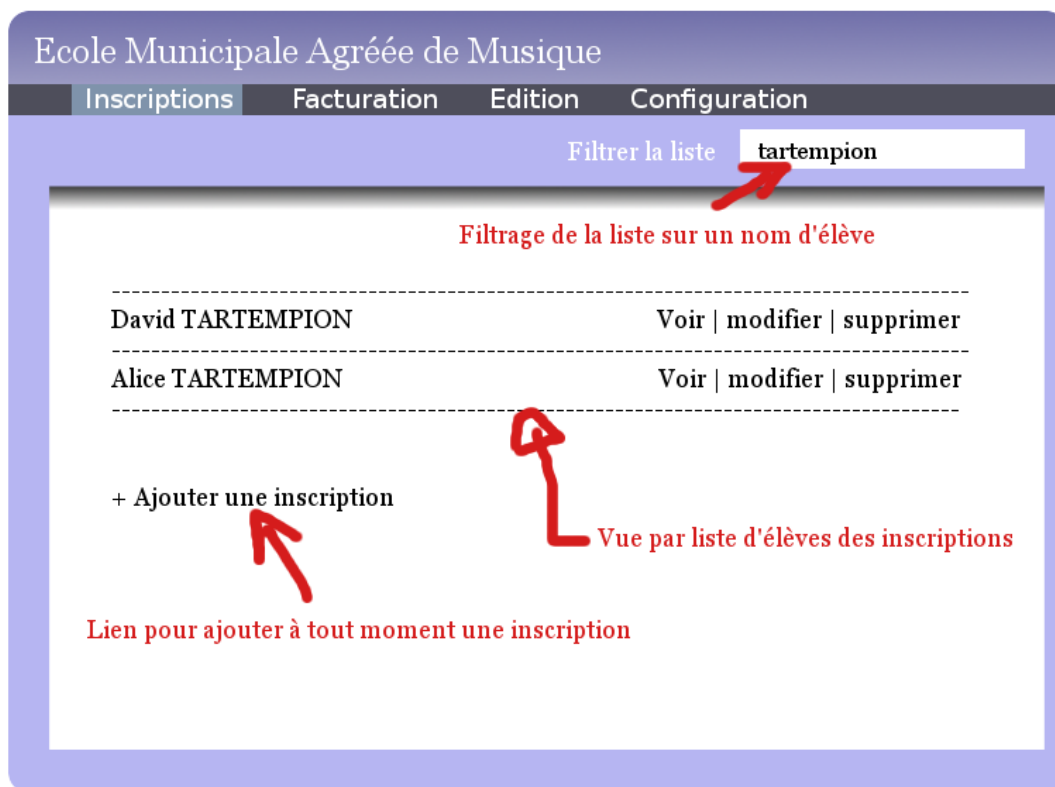 Ecole Municipale Agréée de Musique
Inscriptions Facturation Edition Configuration
Filtrer la liste tartempion
Filtrage de la liste sur un nom d'élève
David TARTEMPION Voir | modifier | supprimer
Alice TARTEMPION Voir | modifier | supprimer
+ Ajouter une inscription
Vue par liste d'élèves des inscriptions
Lien pour ajouter à tout moment une inscription